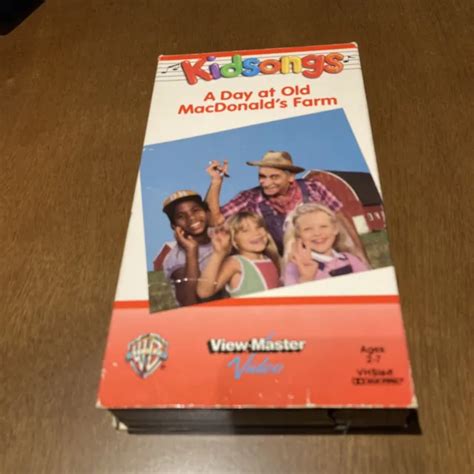 Kidsongs
A Day at Old
MacDonald's Farm
View-Master
Video
Ages
2-7